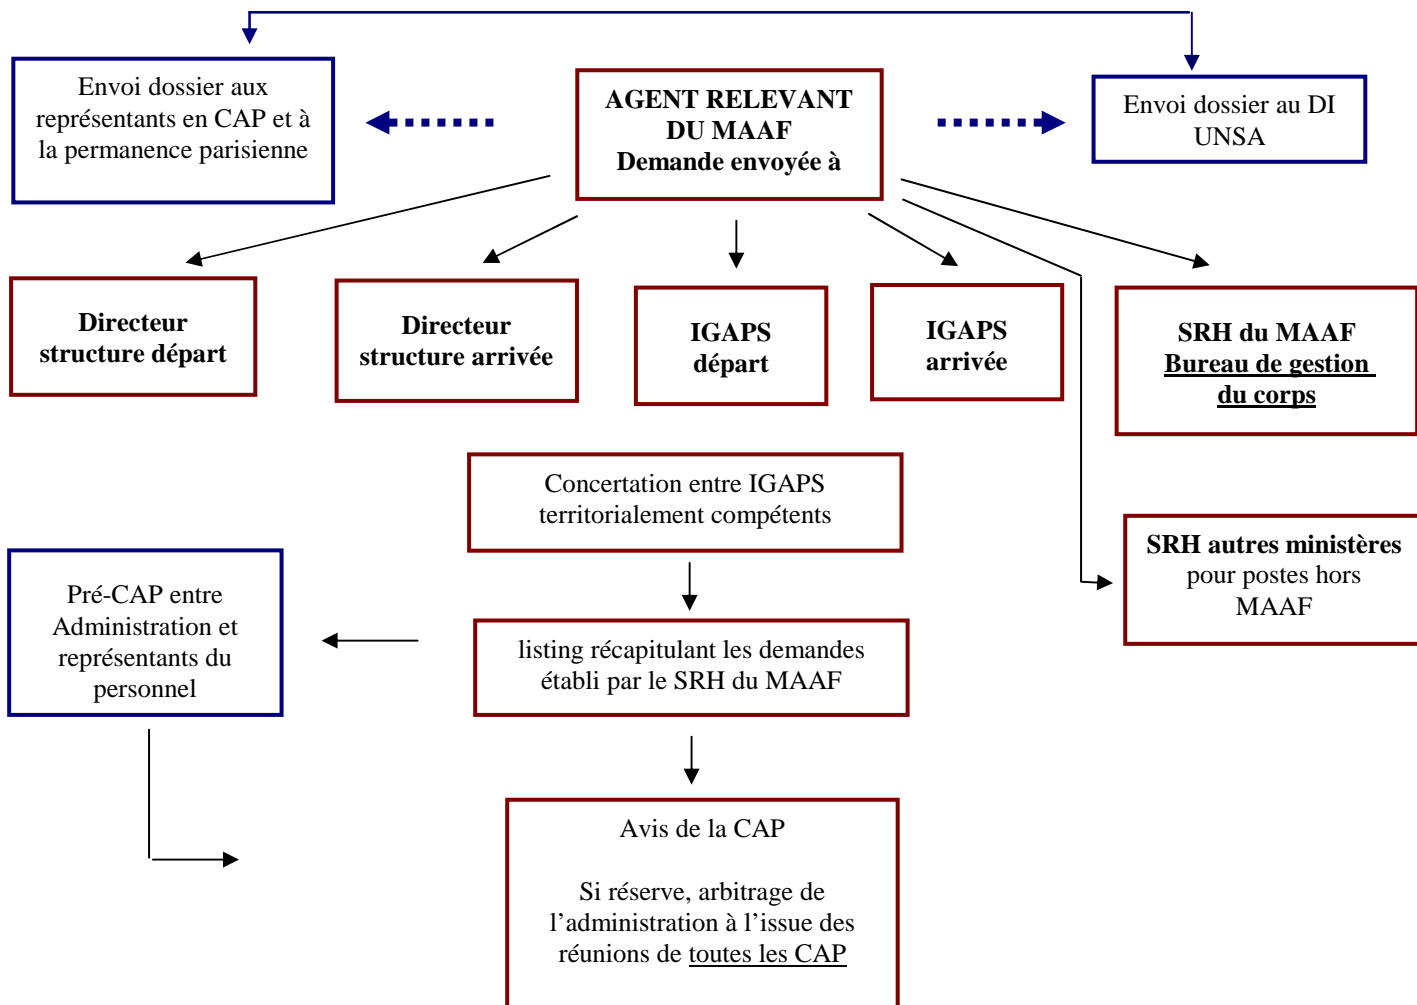 Envoi dossier aux
représentants en CAP et à
la permanence parisienne
AGENT RELEVANT
DU MAAF
Demande envoyée à
Envoi dossier au DI
UNSA
Directeur
structure départ
Directeur
structure arrivée
IGAPS
départ
IGAPS
arrivée
SRH du MAAF
Bureau de gestion
du corps
Concertation entre IGAPS
territorialement compétents
SRH autres ministères
pour postes hors
MAAF
Pré-CAP entre
Administration et
représentants du
personnel
listing récapitulant les demandes
établi par le SRH du MAAF
Avis de la CAP
Si réserve, arbitrage de
l’administration à l’issue des
réunions de toutes les CAP